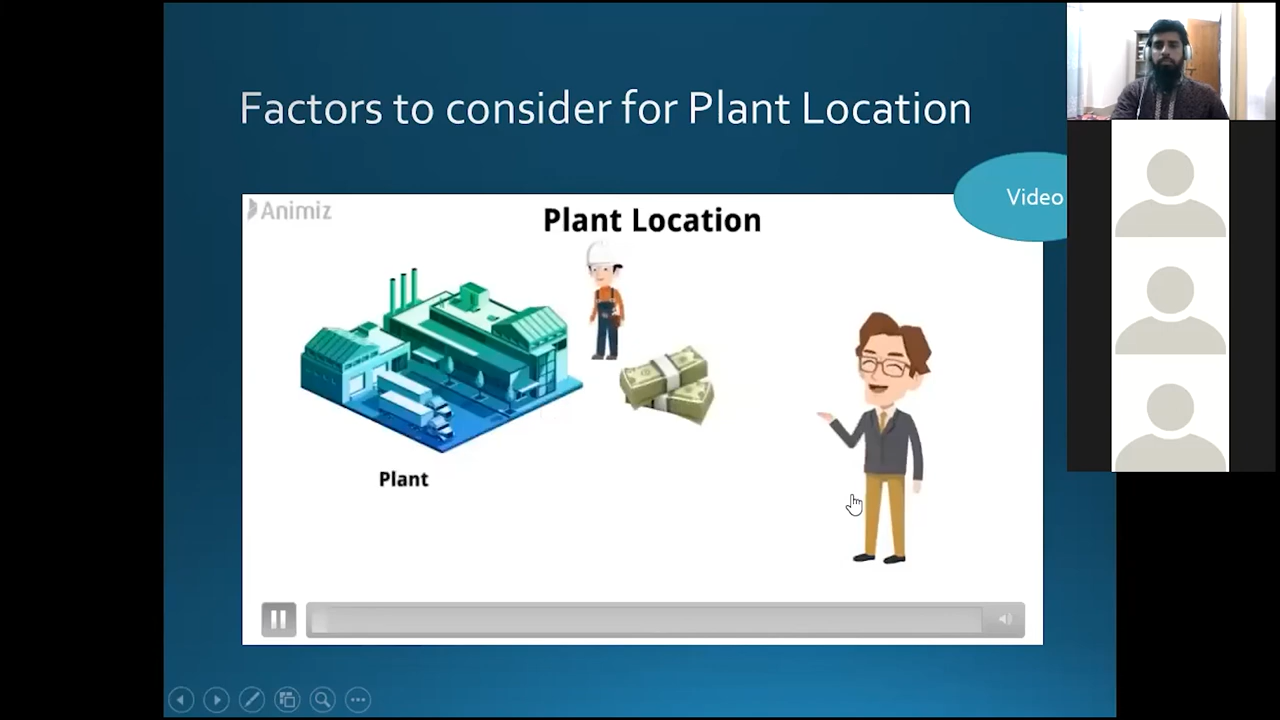 Factors to consider for Plant Location
Video
Animiz
Plant Location
Plant